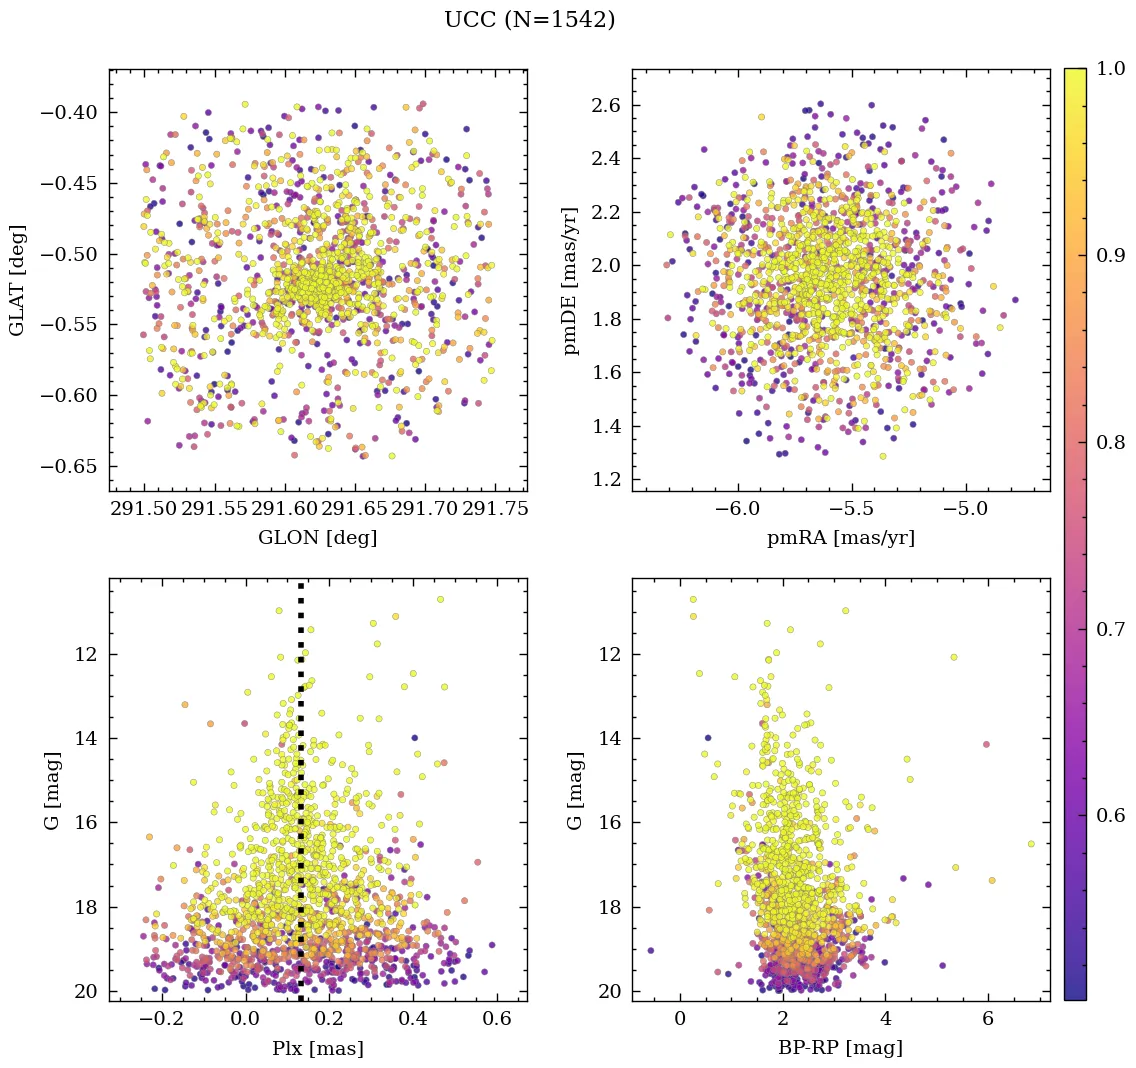 UCC (N=1542)
−0.40
−0.45
−0.50
−0.55
−0.60
−0.65
GLAT [deg]
291.50 291.55 291.60 291.65 291.70 291.75
GLON [deg]
2.6
2.4
2.2
2.0
1.8
1.6
1.4
1.2
pmDE [mas/yr]
−6.0 −5.5 −5.0
pmRA [mas/yr]
1.0
0.9
0.8
0.7
0.6
12
14
16
18
20
G [mag]
−0.2 0.0 0.2 0.4 0.6
Plx [mas]
12
14
16
18
20
G [mag]
0 2 4 6
BP-RP [mag]